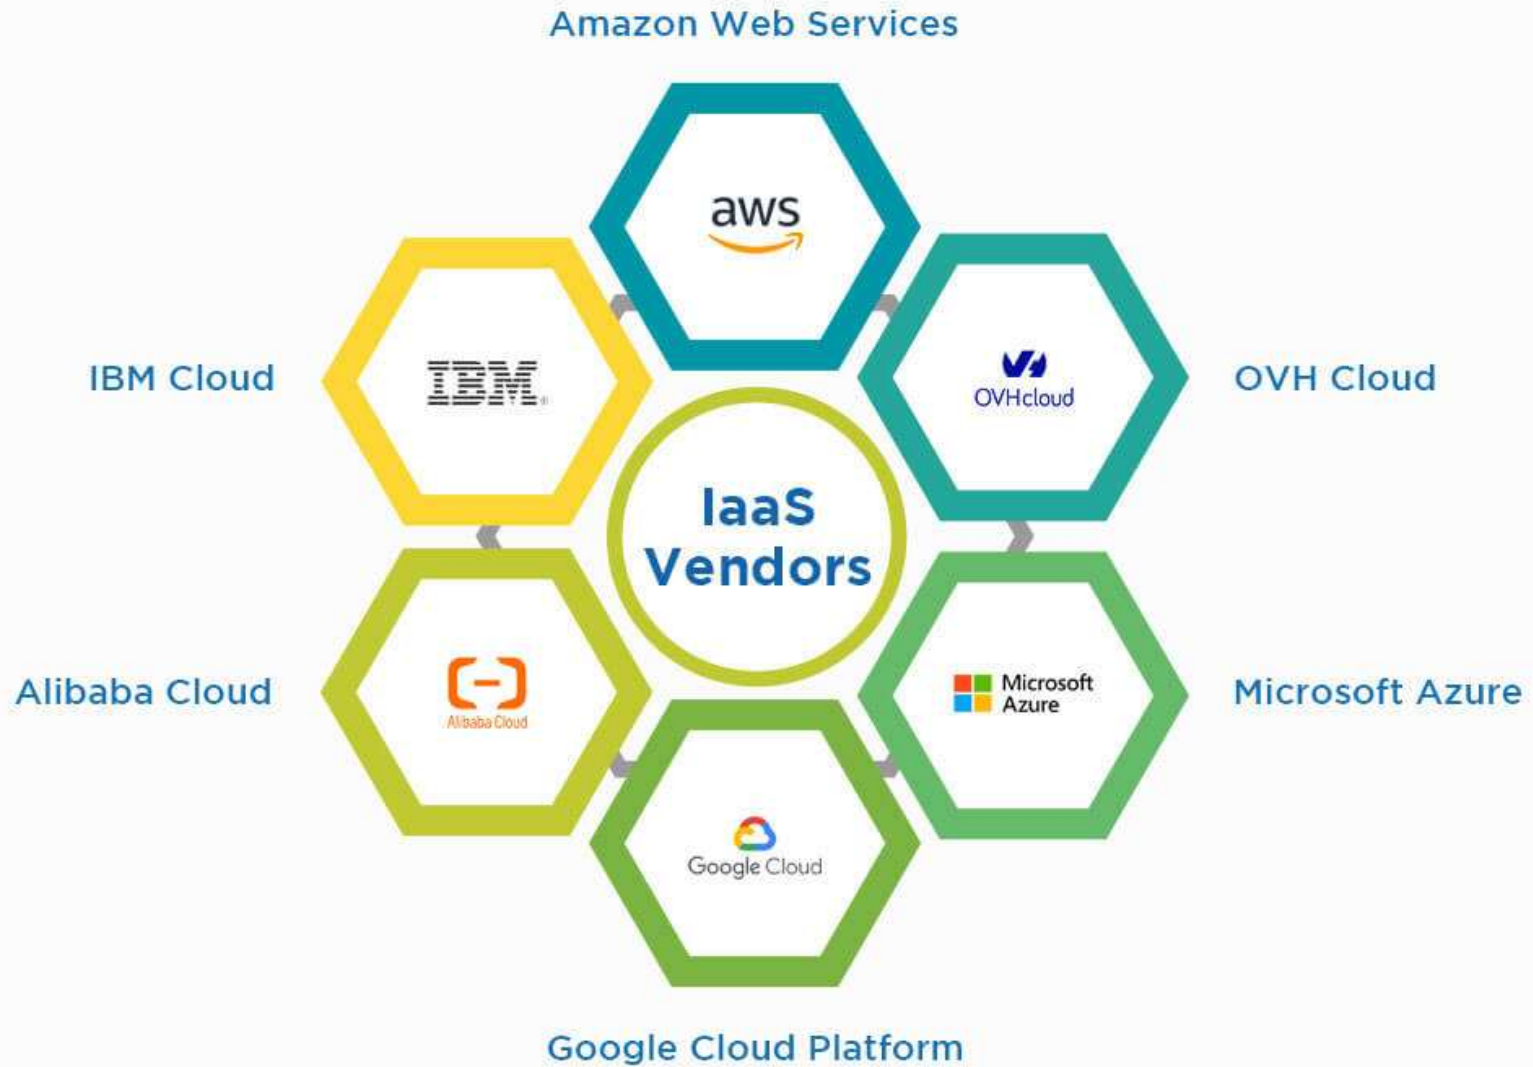 Amazon Web Services
aws
IBM Cloud
IBM®
OVHcloud
OVH Cloud
IaaS
Vendors
Alibaba Cloud
Alibaba Cloud
Microsoft
Azure
Microsoft Azure
Google Cloud
Google Cloud Platform